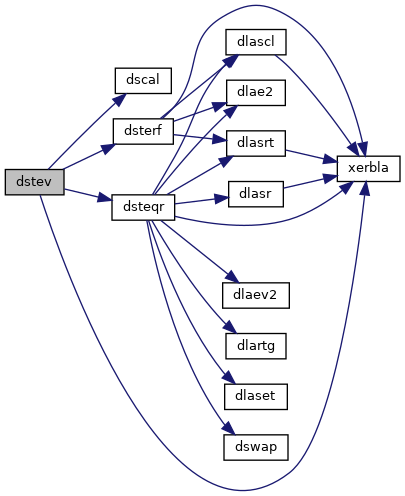 dlascl
dscal
dlae2
dsterf
dlasrt
xerbla
dstev
dlasr
dsteqr
dlaev2
dlartg
dlaset
dswap